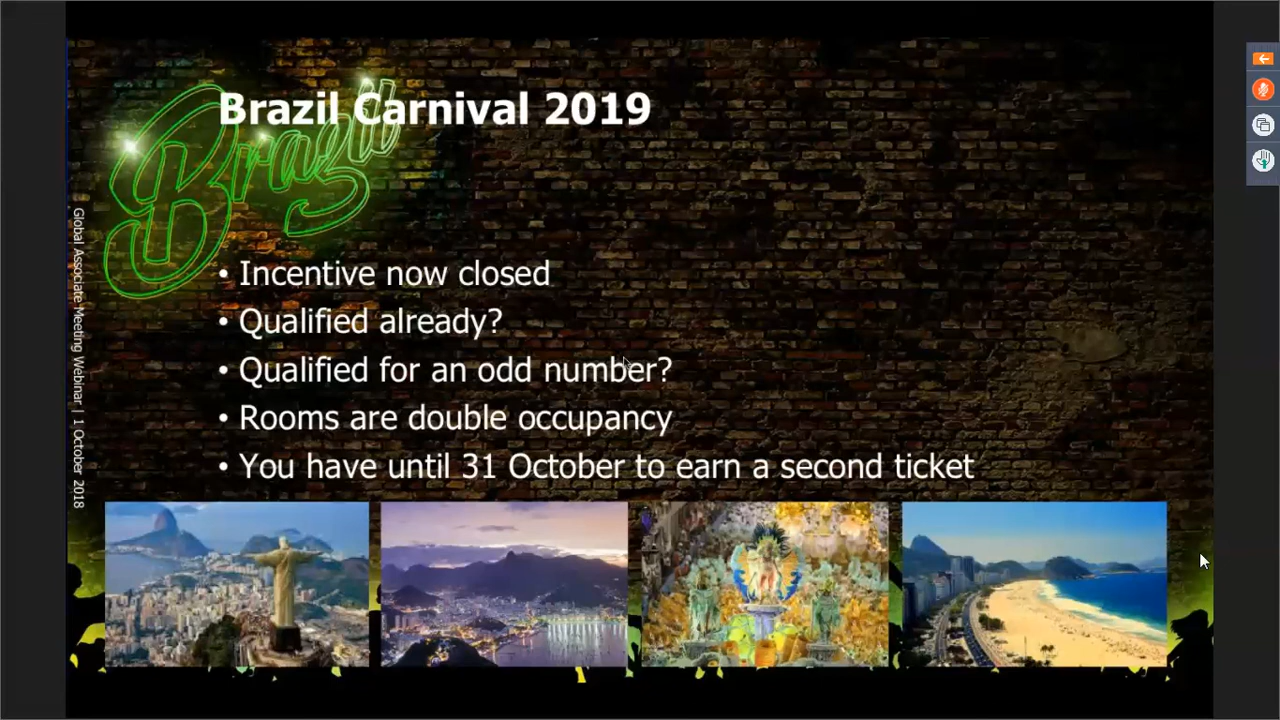 Brazil Carnival 2019
Brazil
• Incentive now closed
• Qualified already?
• Qualified for an odd number?
• Rooms are double occupancy
• You have until 31 October to earn a second ticket
Global Associate Meeting Webinar | 1 October 2018